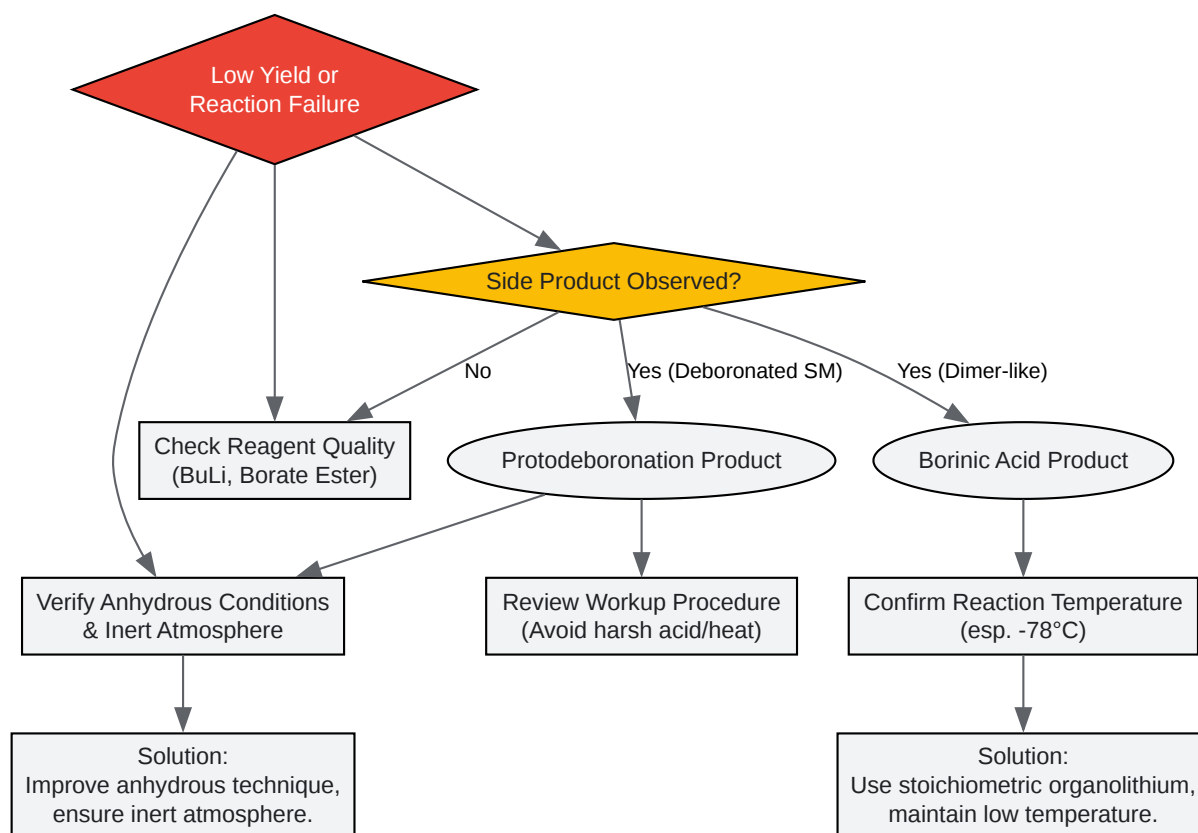 Low Yield or
Reaction Failure
Side Product Observed?
No
Yes (Deboronated SM)
Yes (Dimer-like)
Check Reagent Quality
(BuLi, Borate Ester)
Protodeboronation Product
Borinic Acid Product
Verify Anhydrous Conditions
& Inert Atmosphere
Review Workup Procedure
(Avoid harsh acid/heat)
Confirm Reaction Temperature
(esp. -78°C)
Solution:
Improve anhydrous technique,
ensure inert atmosphere.
Solution:
Use stoichiometric organolithium,
maintain low temperature.